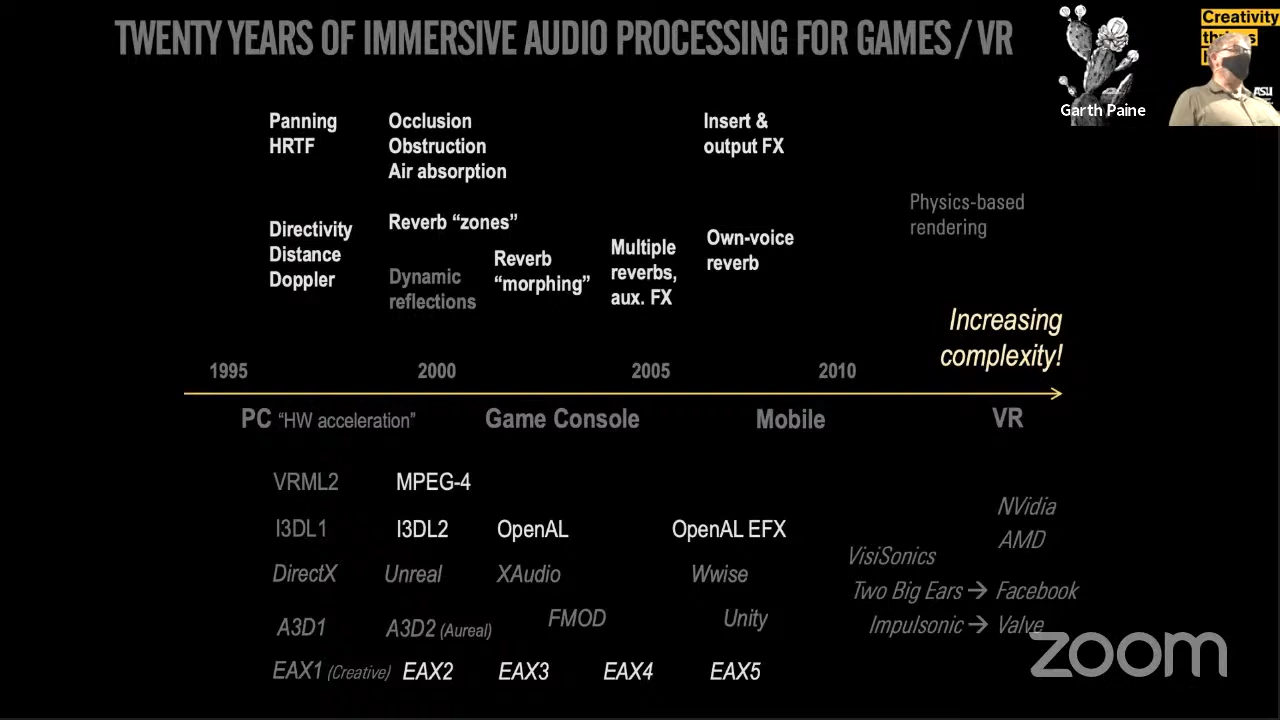 TWENTY YEARS OF IMMERSIVE AUDIO PROCESSING FOR GAMES / VR
Creativity
ASU
Garth Paine
Panning
HRTF
Occlusion
Obstruction
Air absorption
Insert &
output FX
Directivity
Distance
Doppler
Reverb “zones”
Dynamic
reflections
Reverb
“morphing”
Multiple
reverbs,
aux. FX
Own-voice
reverb
Physics-based
rendering
Increasing
complexity!
1995 2000 2005 2010
PC “HW acceleration” Game Console Mobile VR
VRML2 MPEG-4
NVidia
I3DL1 I3DL2 OpenAL OpenAL EFX
AMD
VisiSonics
DirectX Unreal XAudio Wwise
Two Big Ears → Facebook
FMOD Unity
Impulsonic → Valve
A3D1 A3D2 (Aureal)
EAX1 (Creative) EAX2 EAX3 EAX4 EAX5
zoom